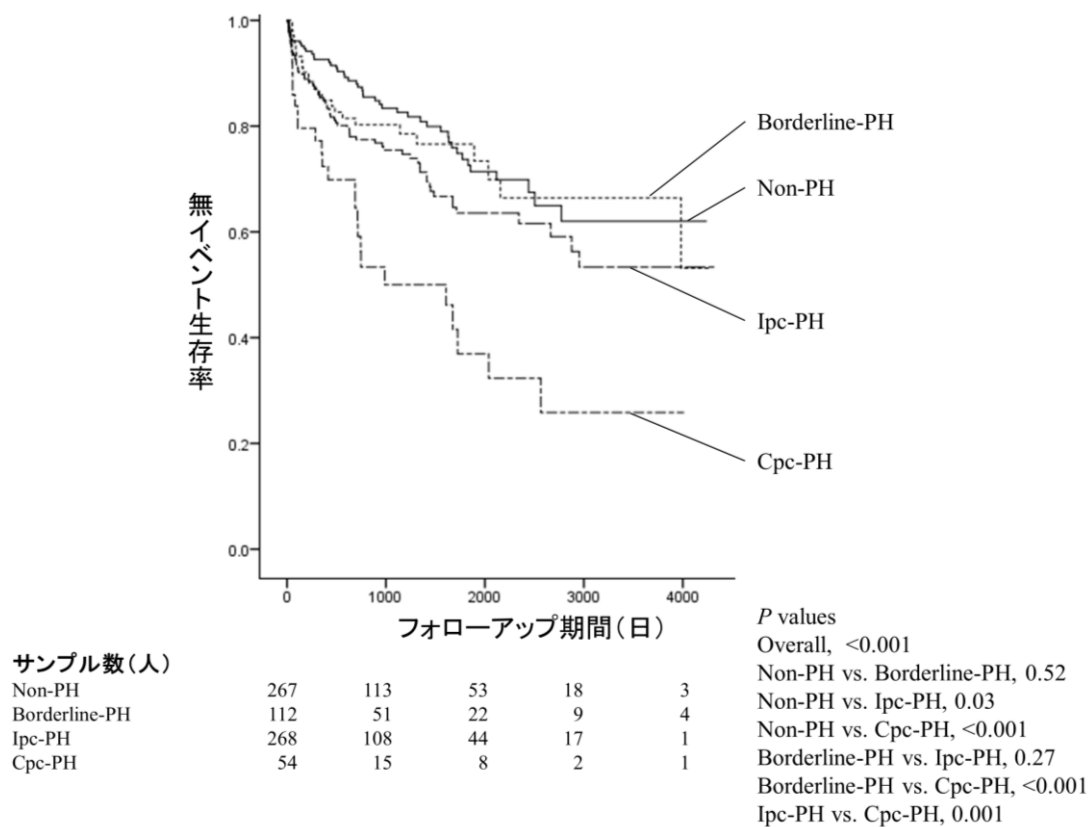 1.0
0.8
0.6
0.4
0.2
0.0
無イベント生存率
Borderline-PH
Non-PH
Ipc-PH
Cpc-PH
0 1000 2000 3000 4000
フォローアップ期間(日)
サンプル数(人)
Non-PH 267 113 53 18 3
Borderline-PH 112 51 22 9 4
Ipc-PH 268 108 44 17 1
Cpc-PH 54 15 8 2 1
P values
Overall, <0.001
Non-PH vs. Borderline-PH, 0.52
Non-PH vs. Ipc-PH, 0.03
Non-PH vs. Cpc-PH, <0.001
Borderline-PH vs. Ipc-PH, 0.27
Borderline-PH vs. Cpc-PH, <0.001
Ipc-PH vs. Cpc-PH, 0.001